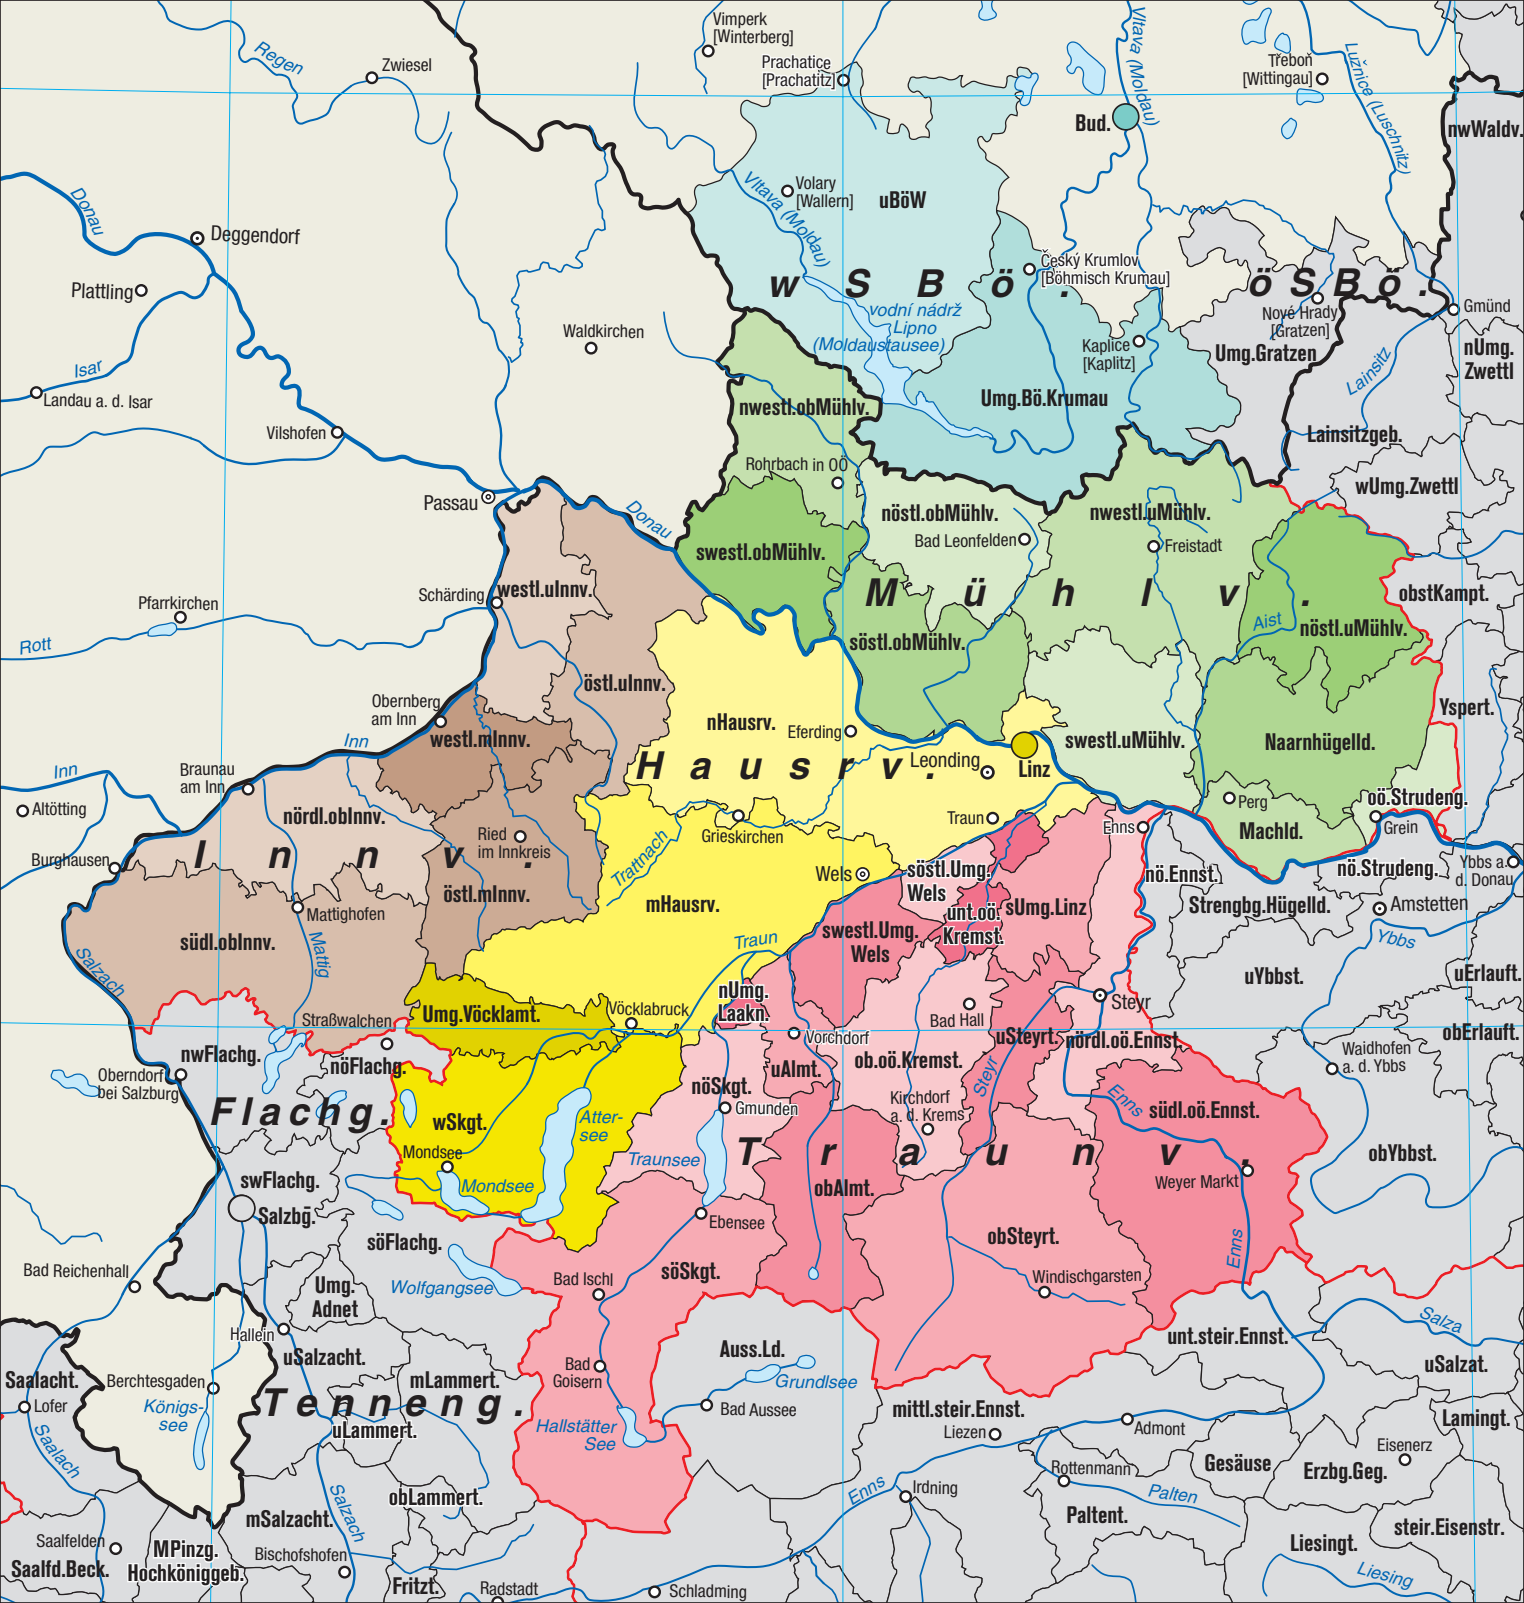 Vimperk
[Winterberg]
Regen
Zwiesel
Prachatice
[Prachatitz]
Vltava (Moldau)
Třeboň
[Wittingau]
Lužnice (Luschnitz)
Bud.
nwWaldv.
Donau
Deggendorf
Volary
[Wallern]
uBöW
Vltava (Moldau)
Plattling
Český Krumlov
[Böhmisch Krumau]
w S B ö .
ö S B ö .
Nové Hrady
[Gratzen]
Gmünd
vodní nádrž
Lipno
(Moldaustausee)
Waldkirchen
Kaplice
[Kaplitz]
Umg.Gratzen
nUmg.
Zwettl
Isar
Lainsitz
Landau a. d. Isar
Umg.Bö.Krumau
nwestl.obMühlv.
Vilshofen
Lainsitzgeb.
Rohrbach in OÖ
wUmg.Zwettl
Passau
Donau
nöstl.obMühlv.
nwestl.uMühlv.
Bad Leonfelden
Freistadt
swestl.obMühlv.
Schärding
westl.uInnv.
Pfarrkirchen
M ü h l v .
obstKampt.
Aist
nöstl.uMühlv.
Rott
söstl.obMühlv.
östl.uInnv.
Obernberg
am Inn
nHausrv.
Eferding
Yspert.
Inn
westl.mInnv.
swestl.uMühlv.
Naarnhügelld.
Inn
Braunau
am Inn
H a u s r v .
Leonding
Linz
Altötting
nördl.obInnv.
Perg
oö.Strudeng.
Traun
Enns
Machld.
Grein
Ried
im Innkreis
Grieskirchen
Trattnach
I n n v .
Burghausen
Wels
söstl.Umg.
Wels
nö.Ennst.
nö.Strudeng.
Ybbs a.
d. Donau
östl.mInnv.
mHausrv.
unt.oö.
Kremst.
sUmg.Linz
Strengbg.Hügelld.
Amstetten
Mattighofen
swestl.Umg.
Wels
Ybbs
südl.obInnv.
Mattig
Traun
Salzach
uYbbst.
uErlauft.
nUmg.
Laakn.
Straßwalchen
Umg.Vöcklamt.
Vöcklabruck
Bad Hall
Steyr
obErlauft.
Vorchdorf
uSteyrt.
nördl.oö.Ennst.
nwFlachg.
nöFlachg.
Waidhofen
a. d. Ybbs
Oberndorf
bei Salzburg
uAlmt.
ob.oö.Kremst.
nöSkgt.
Steyr
Kirchdorf
a. d. Krems
Enns
südl.oö.Ennst.
Gmunden
F l a c h g .
wSkgt.
Atter-
see
Mondsee
Traunsee
T r a u n v .
obYbbst.
Mondsee
swFlachg.
Weyer Markt
obAlmt.
Salzbg̃.
Ebensee
obSteyrt.
Enns
söFlachg.
Bad Reichenhall
Umg.
Adnet
Wolfgangsee
Bad Ischl
söSkgt.
Windischgarsten
Salza
Hallein
unt.steir.Ennst.
uSalzacht.
Auss.Ld.
Bad
Goisern
Grundlsee
uSalzat.
Saalacht.
Berchtesgaden
mLammert.
Lofer
Königs-
see
T e n n e n g .
Bad Aussee
mittl.steir.Ennst.
Lamingt.
uLammert.
Hallstätter
See
Liezen
Admont
Saalach
Eisenerz
Gesäuse
Erzbg.Geg.
Rottenmann
Enns
Irdning
Palten
obLammert.
Salzach
mSalzacht.
Paltent.
steir.Eisenstr.
Saalfelden
MPinzg.
Hochköniggeb.
Bischofshofen
Liesingt.
Saalfd.Beck.
Liesing
Fritzt.
Radstadt
Schladming